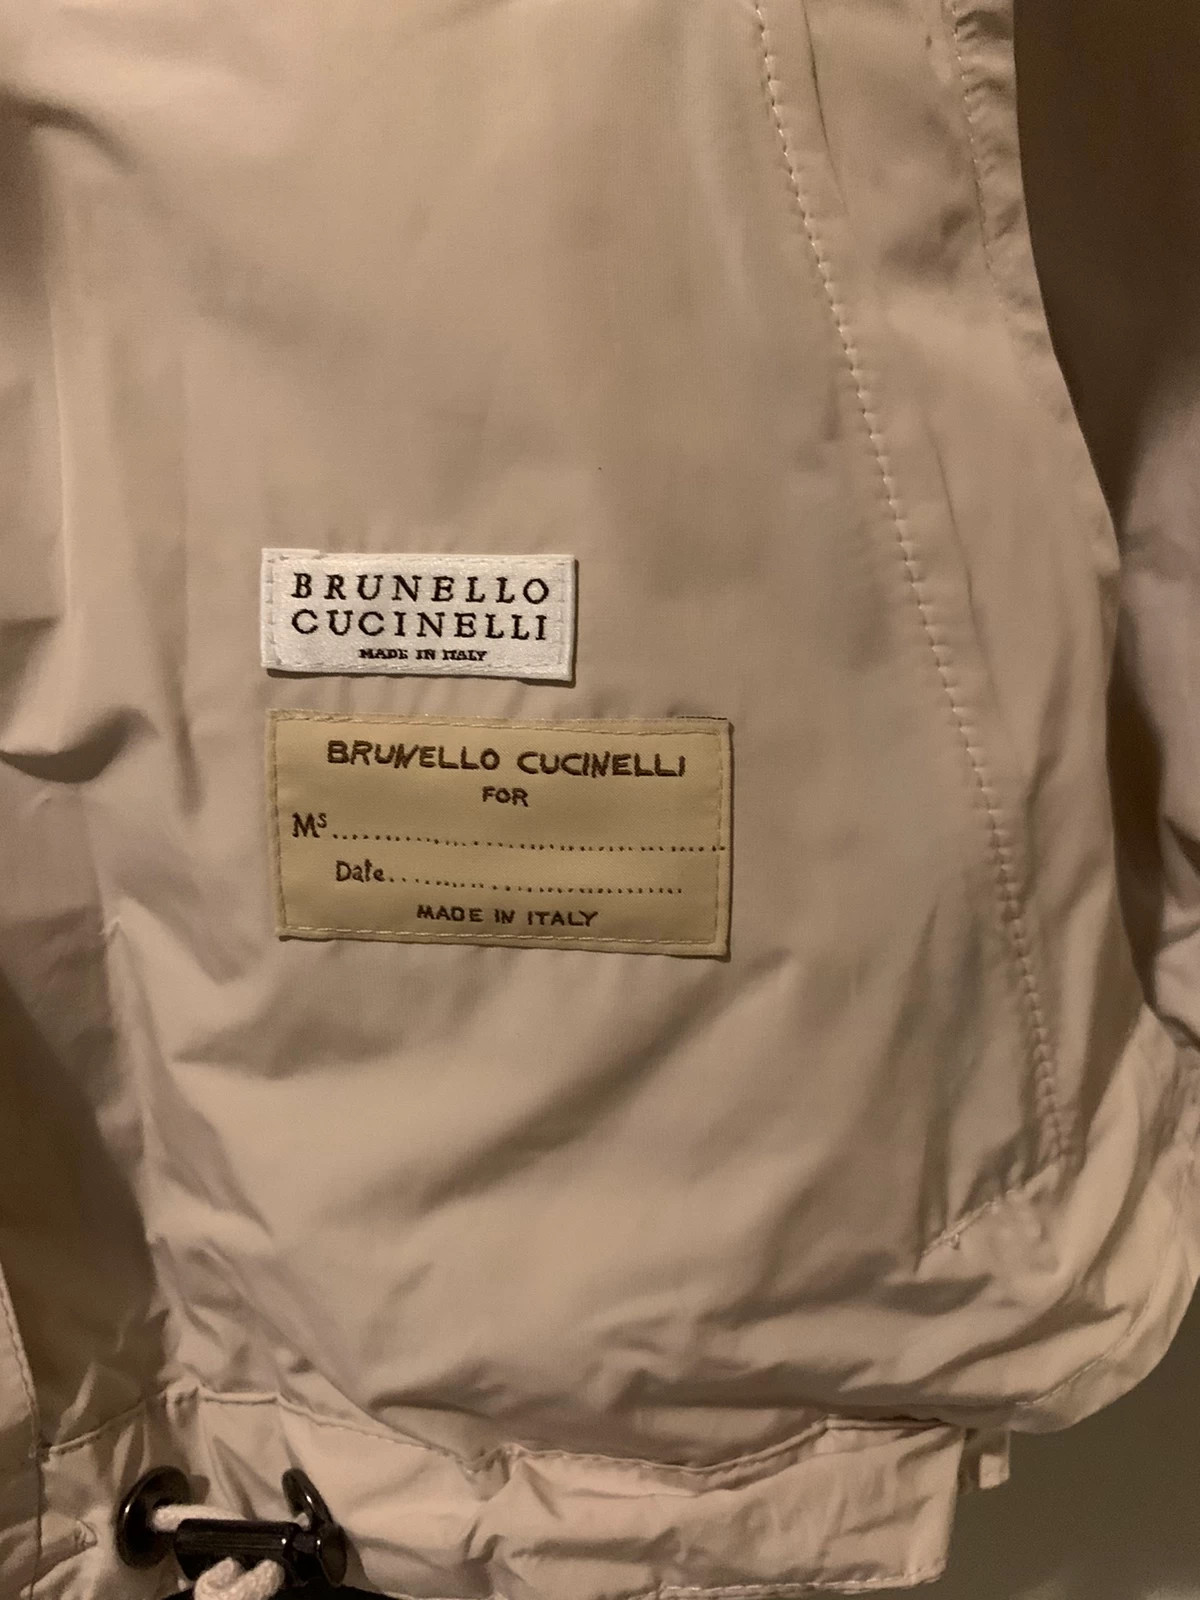 BRUNELLO
CUCINELLI
MADE IN ITALY
BRUNELLO CUCINELLI
FOR
Ms........................................
Date..............................
MADE IN ITALY